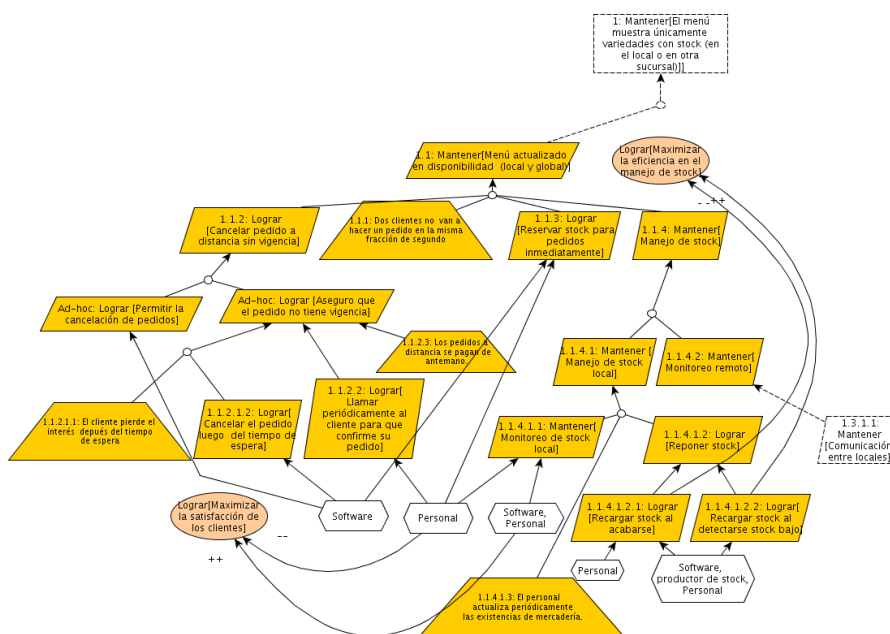 1: Mantener[El menú
muestra únicamente
variedades con stock (en
el local o en otra
sucursal)]]
1.1: Mantener[Menú actualizado
en disponibilidad (local y global)]
Lograr[Maximizar
la eficiencia en el
manejo de stock]
- -
++
1.1.2: Lograr
[Cancelar pedido a
distancia sin vigencia]
1.1.1: Dos clientes no van a
hacer un pedido en la misma
fracción de segundo
1.1.3: Lograr
[Reservar stock para
pedidos
inmediatamente]
1.1.4: Mantener[
Manejo de stock]
Ad-hoc: Lograr [Permitir la
cancelación de pedidos]
Ad-hoc: Lograr [Aseguro que
el pedido no tiene vigencia]
1.1.2.3: Los pedidos a
distancia se pagan de
antemano.
1.1.4.1: Mantener [
Manejo de stock
local]
1.1.4.2: Mantener[
Monitoreo remoto]
1.1.2.1.1: El cliente pierde el
interés depués del tiempo
de espera
1.1.2.1.2: Lograr[
Cancelar el pedido
luego del tiempo de
espera]
1.1.2.2: Lograr[
Llamar
periódicamente al
cliente para que
confirme su
pedido]
1.1.4.1.1: Mantener[
Monitoreo de stock
local]
1.1.4.1.2: Lograr
[Reponer stock]
1.3.1.1:
Mantener
[Comunicación
entre locales]
Lograr[Maximizar
la satisfacción de
los clientes]
--
++
Software
Personal
Software,
Personal
1.1.4.1.2.1: Lograr
[Recargar stock al
acabarse]
1.1.4.1.2.2: Lograr[
Recargar stock al
detectarse stock bajo]
Personal
Software,
productor de stock,
Personal
1.1.4.1.3: El personal
actualiza periódicamente
las existencias de mercadería.